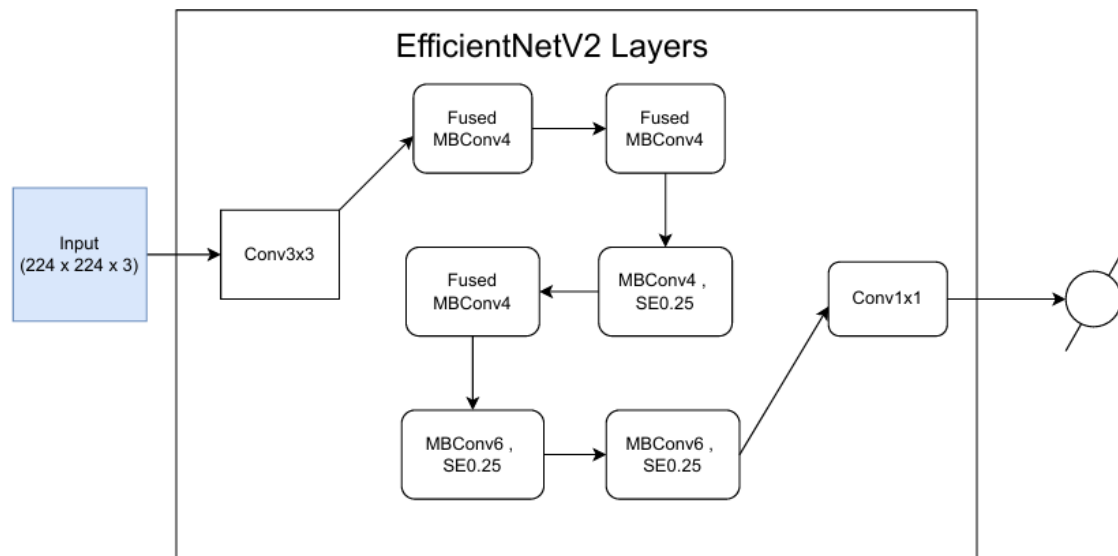 EfficientNetV2 Layers
Input
(224 x 224 x 3)
Conv3x3
Fused
MBConv4
Fused
MBConv4
MBConv4 ,
SE0.25
Fused
MBConv4
MBConv6 ,
SE0.25
MBConv6 ,
SE0.25
Conv1x1